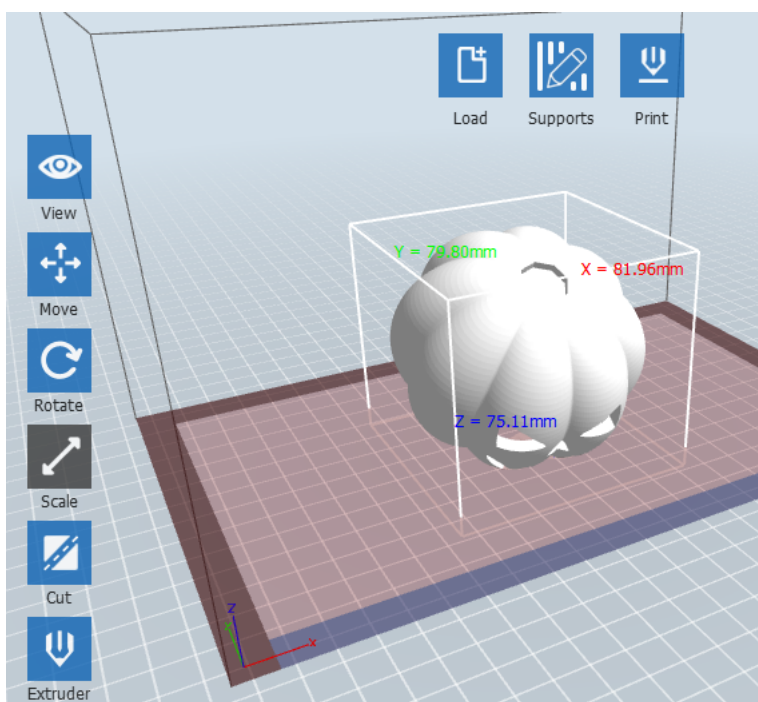 Load Supports Print
View
Move
Rotate
Scale
Cut
Extruder
Y = 79.80mm
X = 81.96mm
Z = 75.11mm
z
y
x